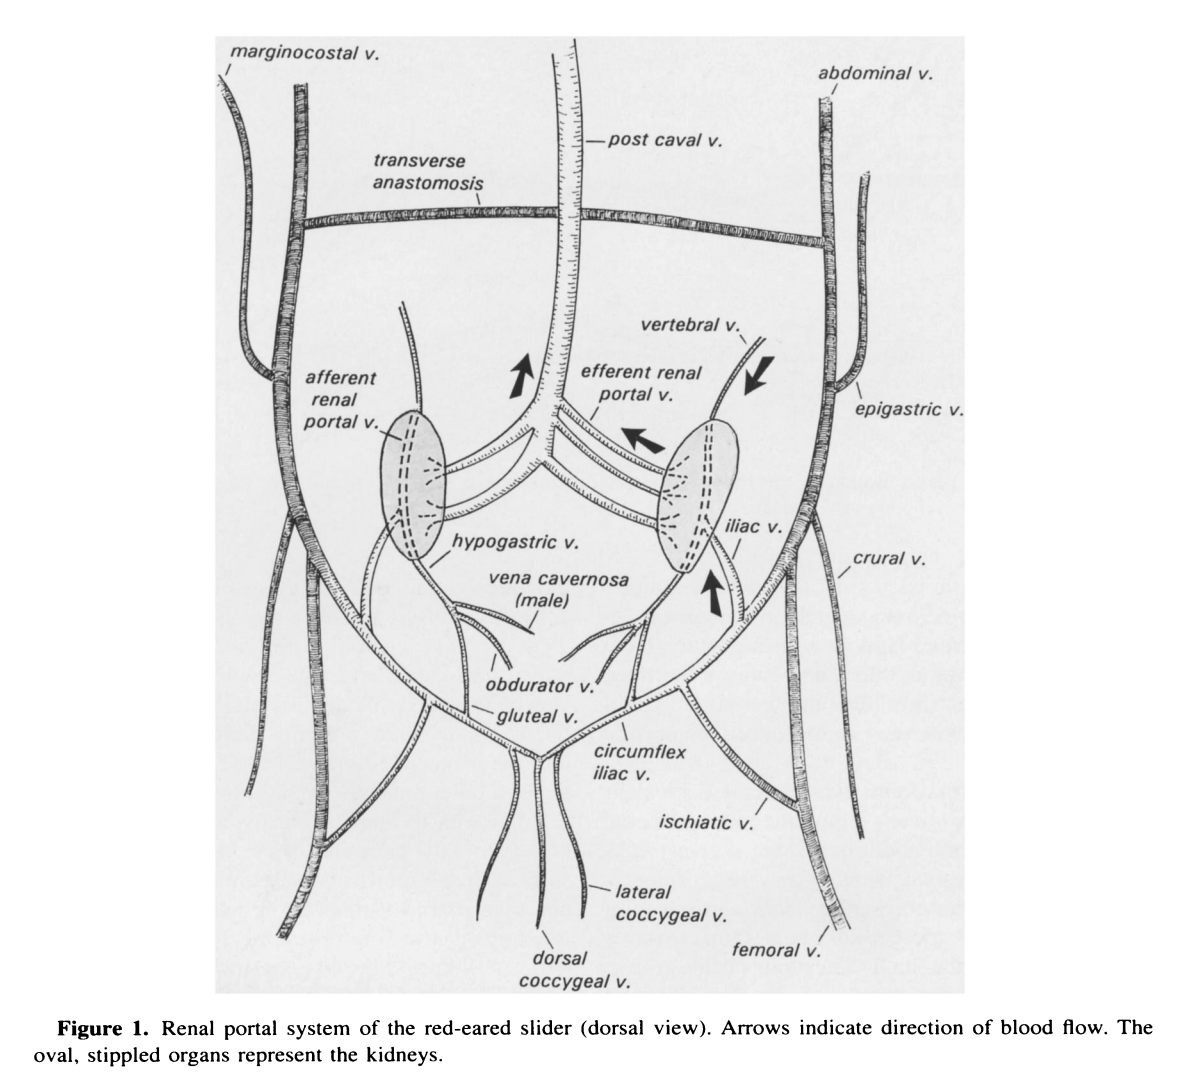 marginocostal v.
abdominal v.
post caval v.
transverse
anastomosis
vertebral v.
afferent
renal
portal v.
efferent renal
portal v.
epigastric v.
iliac v.
hypogastric v.
crural v.
vena cavernosa
(male)
obdurator v.
gluteal v.
circumflex
iliac v.
ischiatic v.
lateral
coccygeal v.
femoral v.
dorsal
coccygeal v.
Figure 1. Renal portal system of the red-eared slider (dorsal view). Arrows indicate direction of blood flow. The
oval, stippled organs represent the kidneys.